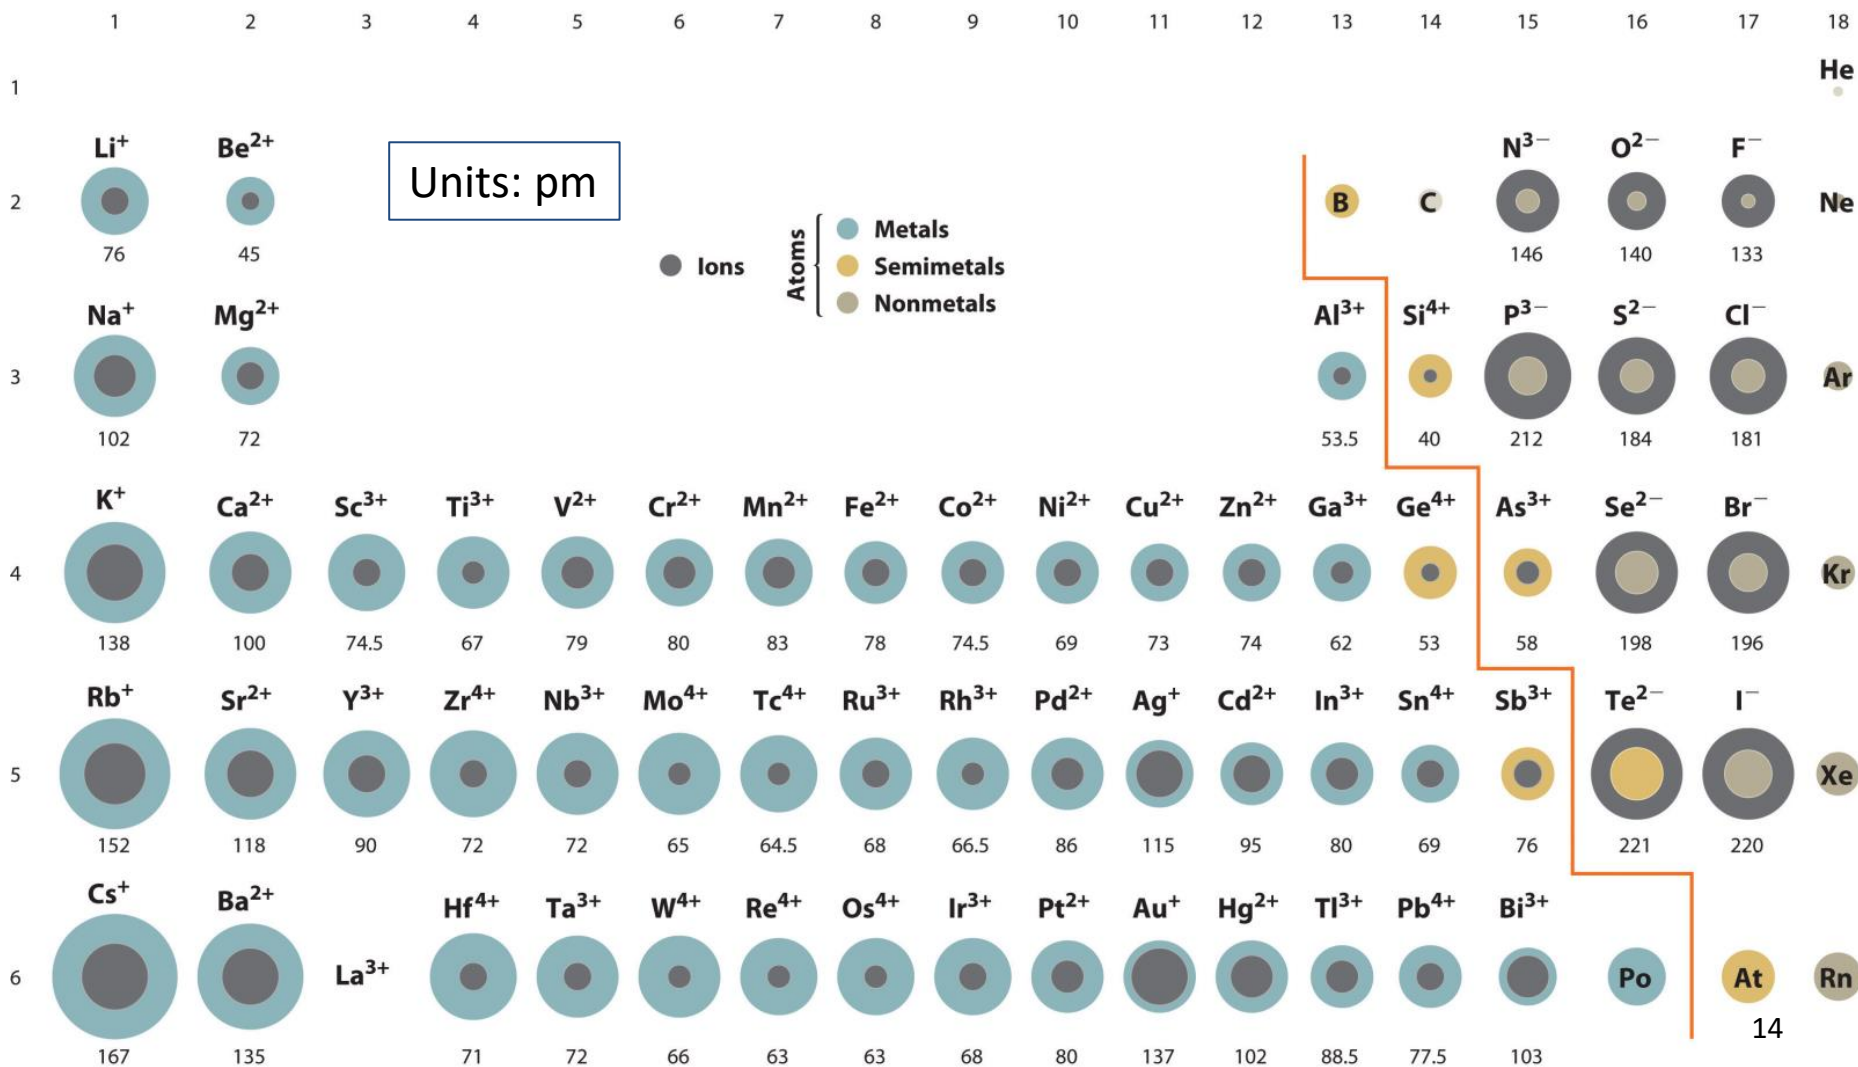 1 2 3 4 5 6 7 8 9 10 11 12 13 14 15 16 17 18
He
1
Li⁺ Be²⁺ N³⁻ O²⁻ F⁻
Units: pm
2 B C Ne
76 45 146 140 133
Atoms
Metals
Ions Semimetals
Nonmetals
Na⁺ Mg²⁺ Al³⁺ Si⁴⁺ P³⁻ S²⁻ Cl⁻
3 Ar
102 72 53.5 40 212 184 181
K⁺ Ca²⁺ Sc³⁺ Ti³⁺ V²⁺ Cr²⁺ Mn²⁺ Fe²⁺ Co²⁺ Ni²⁺ Cu²⁺ Zn²⁺ Ga³⁺ Ge⁴⁺ As³⁺ Se²⁻ Br⁻
4 Kr
138 100 74.5 67 79 80 83 78 74.5 69 73 74 62 53 58 198 196
Rb⁺ Sr²⁺ Y³⁺ Zr⁴⁺ Nb³⁺ Mo⁴⁺ Tc⁴⁺ Ru³⁺ Rh³⁺ Pd²⁺ Ag⁺ Cd²⁺ In³⁺ Sn⁴⁺ Sb³⁺ Te²⁻ I⁻
5 Xe
152 118 90 72 72 65 64.5 68 66.5 86 115 95 80 69 76 221 220
Cs⁺ Ba²⁺ Hf⁴⁺ Ta³⁺ W⁴⁺ Re⁴⁺ Os⁴⁺ Ir³⁺ Pt²⁺ Au⁺ Hg²⁺ Tl³⁺ Pb⁴⁺ Bi³⁺
6 La³⁺ Po At Rn
14
167 135 71 72 66 63 63 68 80 137 102 88.5 77.5 103